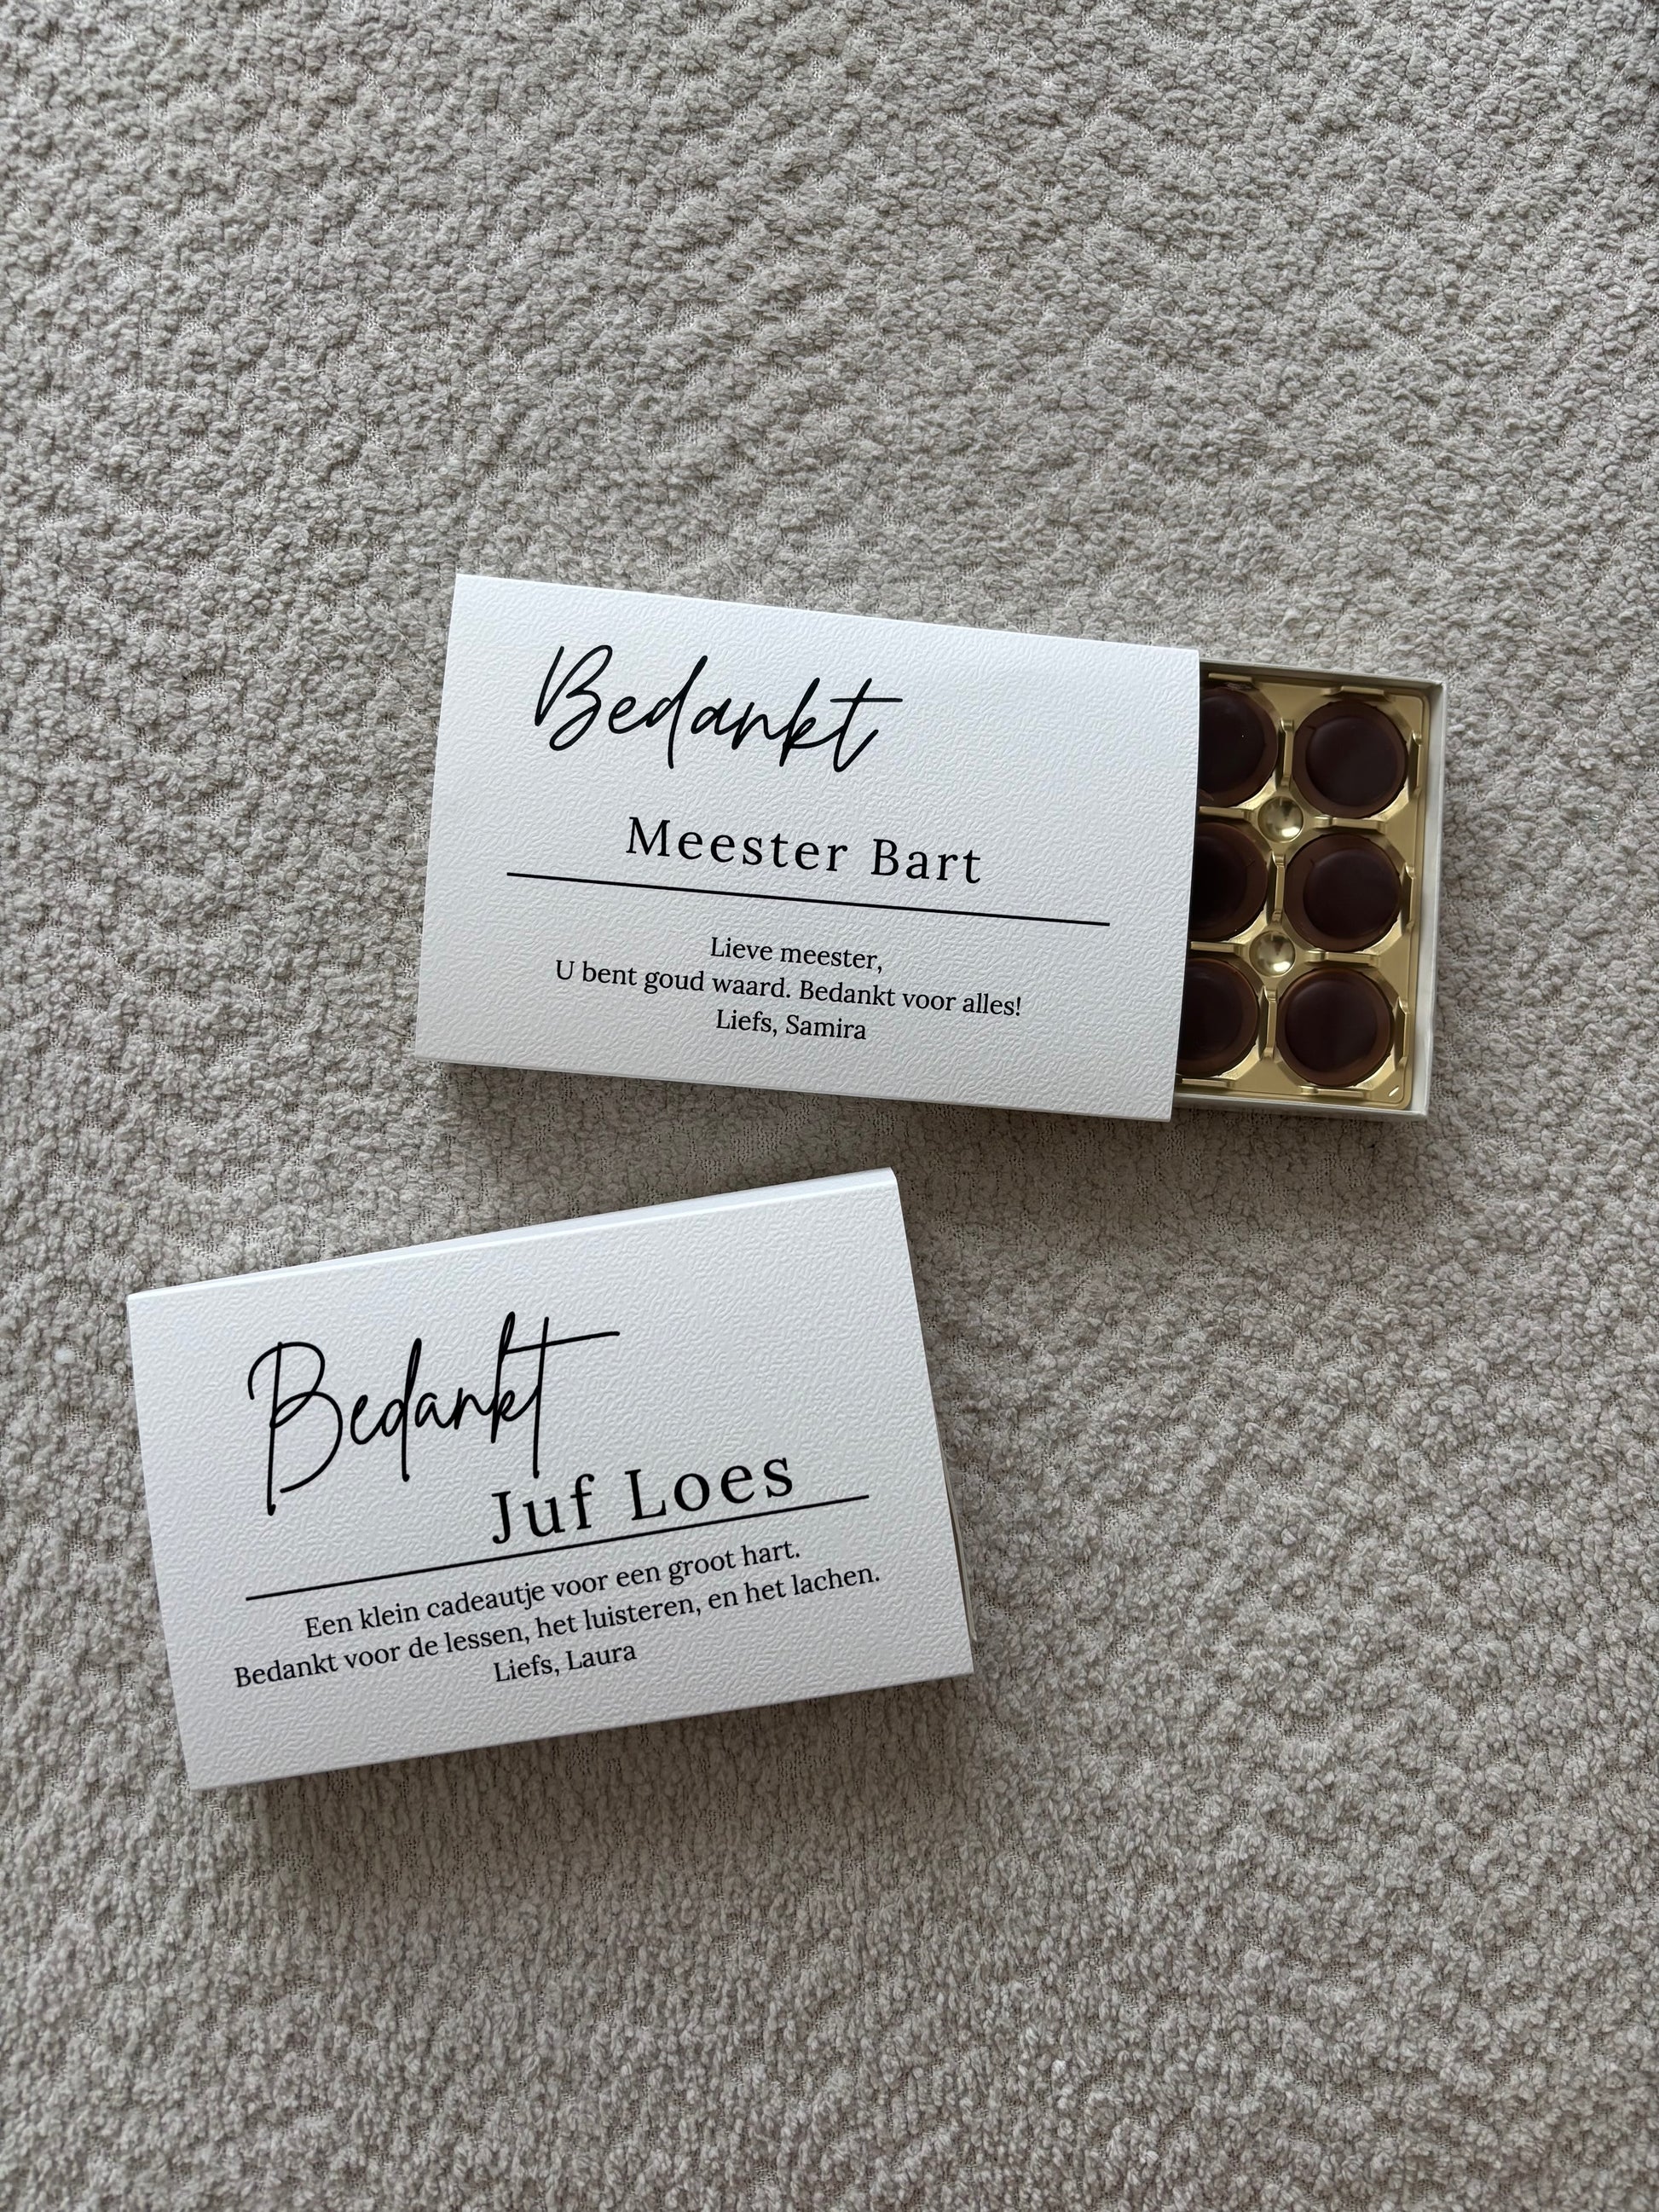 Bedankt
Meester Bart
Lieve meester,
U bent goud waard. Bedankt voor alles!
Liefs, Samira
Bedankt
Juf Loes
Een klein cadeautje voor een groot hart.
Bedankt voor de lessen, het luisteren, en het lachen.
Liefs, Laura